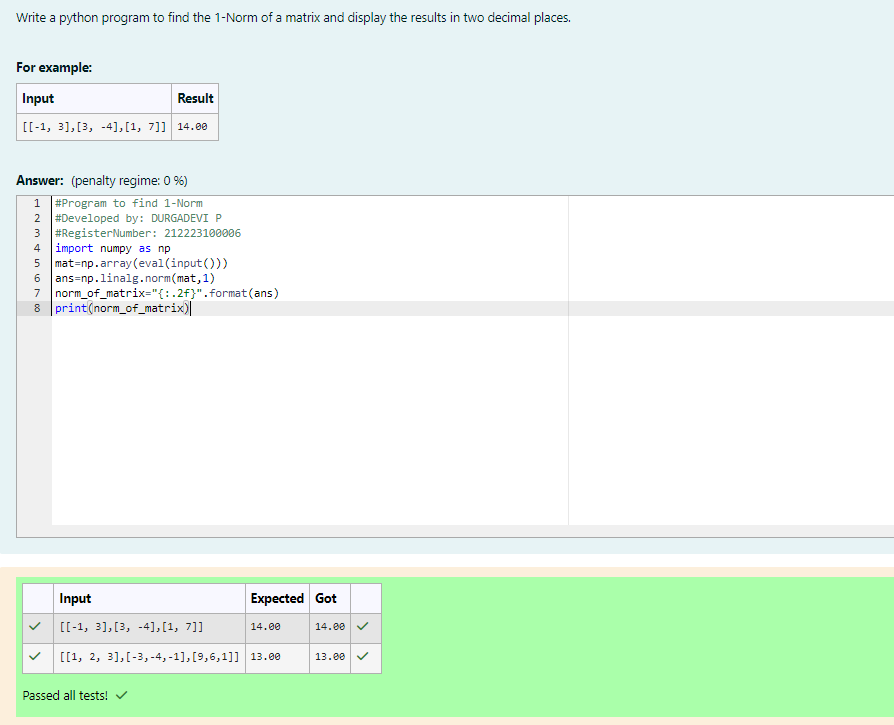 Write a python program to find the 1-Norm of a matrix and display the results in two decimal places.
For example:
Input Result
[[-1, 3],[3, -4],[1, 7]] 14.00
Answer: (penalty regime: 0 %)
1 #Program to find 1-Norm
2 #Developed by: DURGADEVI P
3 #RegisterNumber: 212223100006
4 import numpy as np
5 mat=np.array(eval(input()))
6 ans=np.linalg.norm(mat,1)
7 norm_of_matrix="{:.2f}".format(ans)
8 print(norm_of_matrix)
Input Expected Got
[[-1, 3],[3, -4],[1, 7]] 14.00 14.00
[[1, 2, 3],[-3,-4,-1],[9,6,1]] 13.00 13.00
Passed all tests!